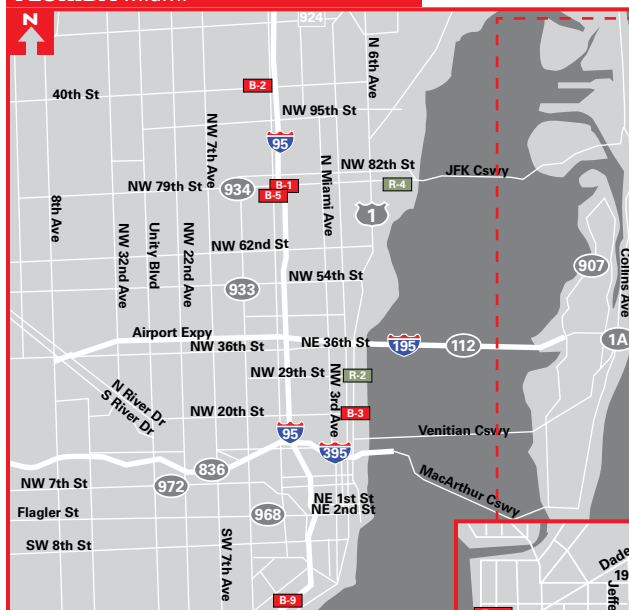 Miami
N
924
N 6th Ave
40th St
B-2
NW 95th St
NW 7th Ave
95
N Miami Ave
NW 82th St
JFK Cswy
NW 79th St
934
B-1
B-5
R-4
8th Ave
1
NW 32nd Ave
Unity Blvd
NW 22nd Ave
NW 62nd St
907
Collins Ave
933
NW 54th St
Airport Expy
NW 36th St
NE 36th St
195
112
1A
NW 29th St
R-2
NW 3rd Ave
N River Dr
S River Dr
NW 20th St
B-3
95
Venitian Cswy
395
836
MacArthur Cswy
NW 7th St
972
NE 1st St
NE 2nd St
Flagler St
968
SW 8th St
SW 7th Ave
Dade
19
Jeffe
B-9